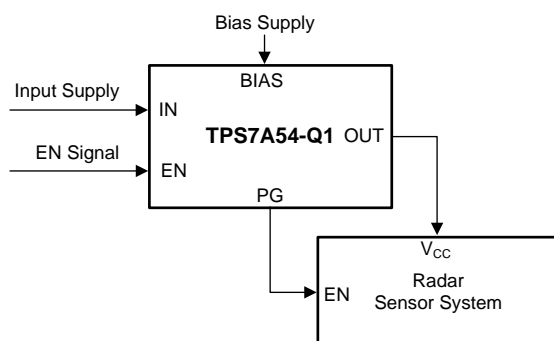 Bias Supply
BIAS
Input Supply
IN
TPS7A54-Q1
OUT
EN Signal
EN
PG
VCC
EN
Radar
Sensor System